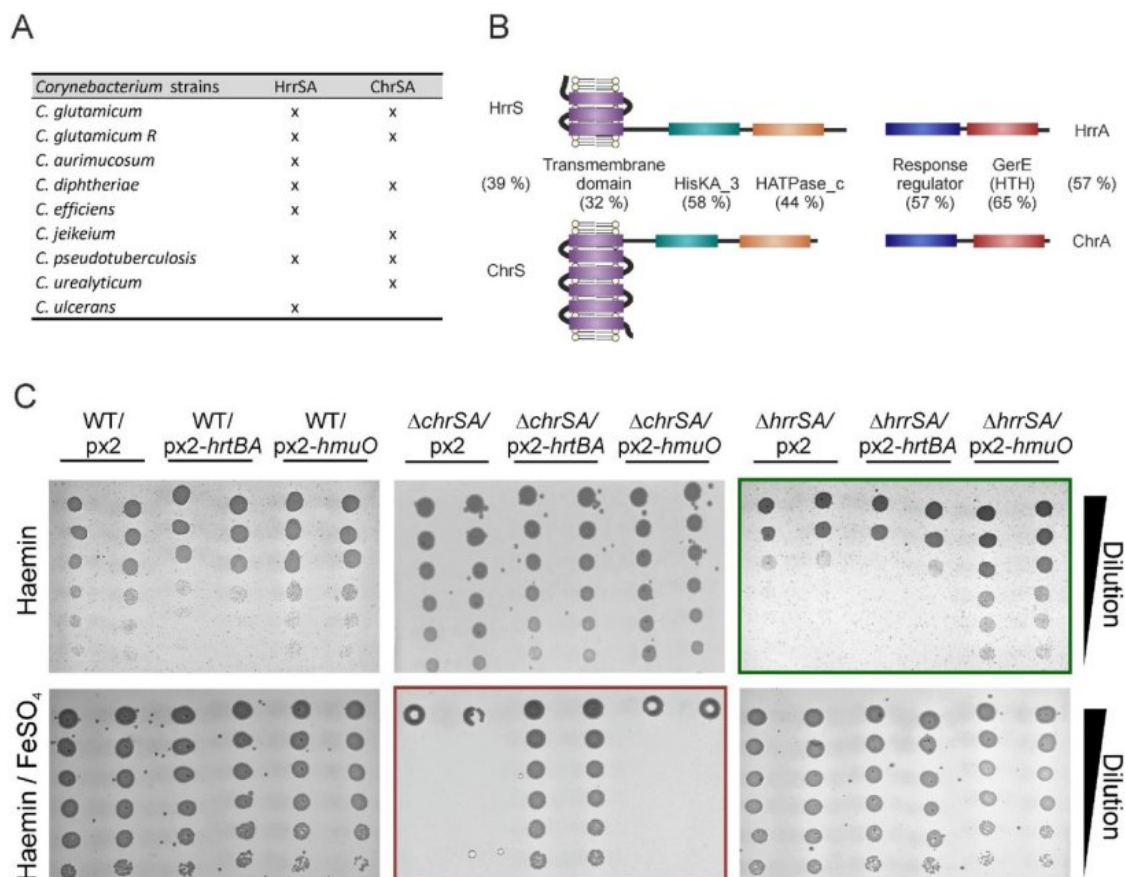 A
Corynebacterium strains HrrSA ChrSA
C. glutamicum x x
C. glutamicum R x x
C. aurimucosum x
C. diphtheriae x x
C. efficiens x
C. jeikeium x
C. pseudotuberculosis x x
C. urealyticum x
C. ulcerans x
B
HrrS
HrrA
(39 %)
Transmembrane
domain
(32 %)
HisKA_3
(58 %)
HATPase_c
(44 %)
Response
regulator
(57 %)
GerE
(HTH)
(65 %)
(57 %)
ChrS
ChrA
C
WT/
px2
WT/
px2-hrtBA
WT/
px2-hmuO
ΔchrSA/
px2
ΔchrSA/
px2-hrtBA
ΔchrSA/
px2-hmuO
ΔhrrSA/
px2
ΔhrrSA/
px2-hrtBA
ΔhrrSA/
px2-hmuO
Haemin
Dilution
Haemin / FeSO₄
Dilution